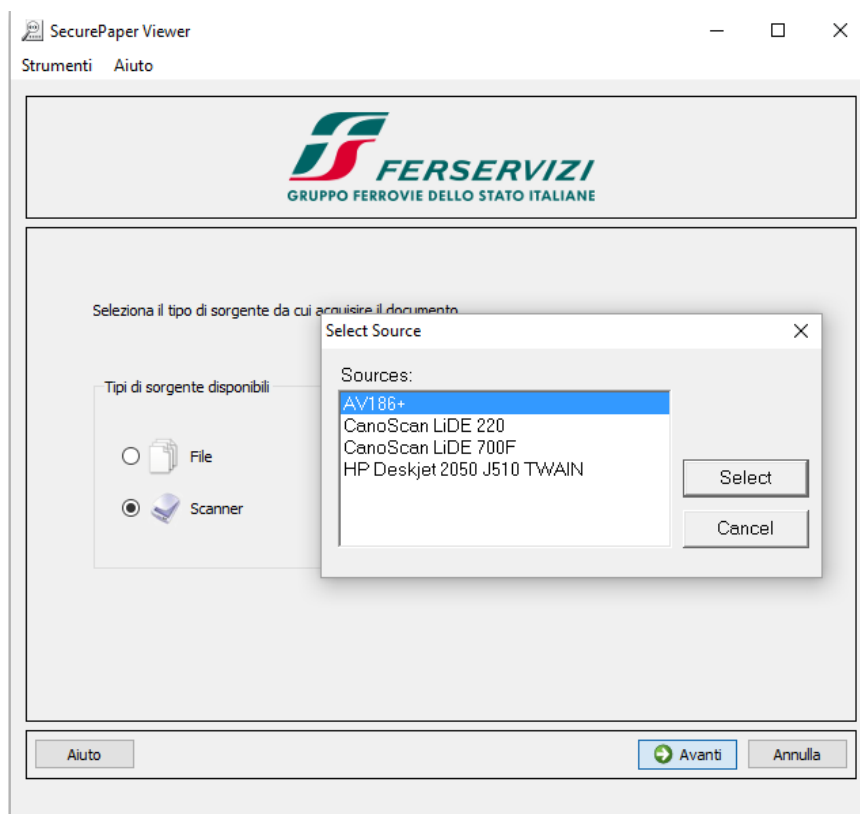 SecurePaper Viewer
Strumenti Aiuto
FERSERVIZI
GRUPPO FERROVIE DELLO STATO ITALIANE
Seleziona il tipo di sorgente da cui acquisire il documento
Select Source
Sources:
AV186+
CanoScan LiDE 220
CanoScan LiDE 700F
HP Deskjet 2050 J510 TWAIN
Select
Cancel
Tipi di sorgente disponibili
File
Scanner
Aiuto
Avanti
Annulla